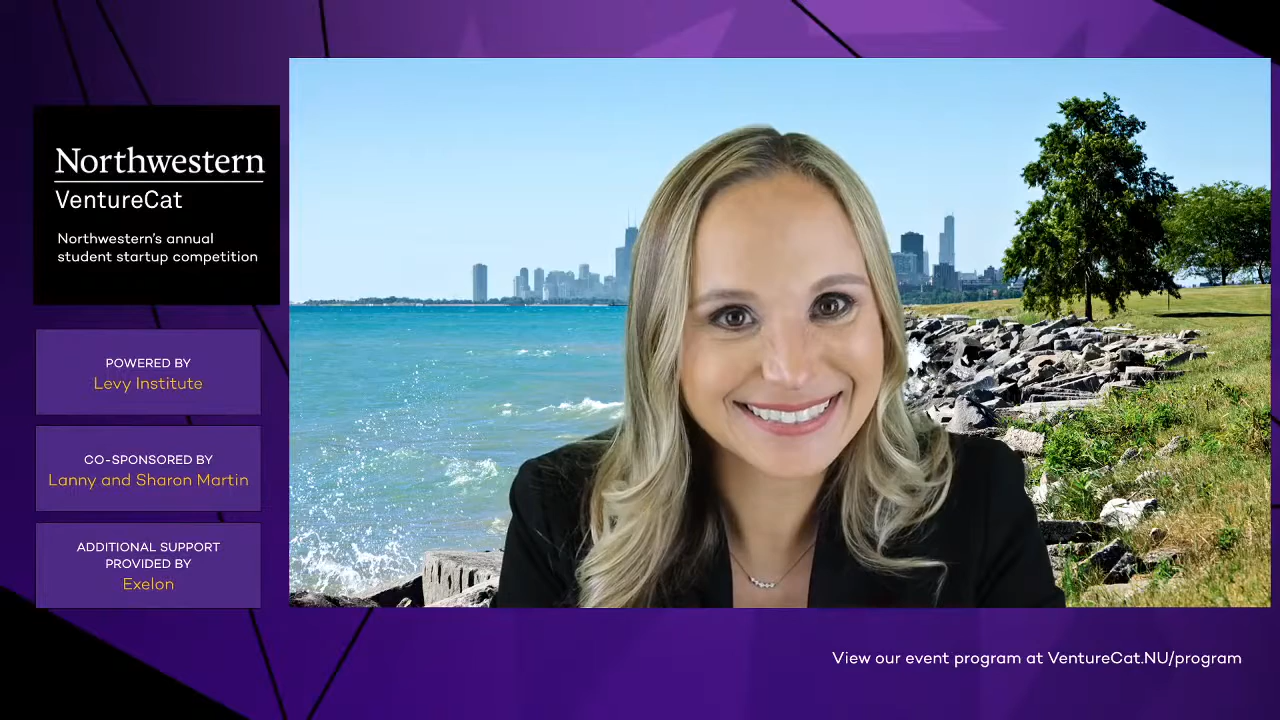 Northwestern
VentureCat
Northwestern's annual
student startup competition
POWERED BY
Levy Institute
CO-SPONSORED BY
Lanny and Sharon Martin
ADDITIONAL SUPPORT
PROVIDED BY
Exelon
View our event program at VentureCat.NU/program